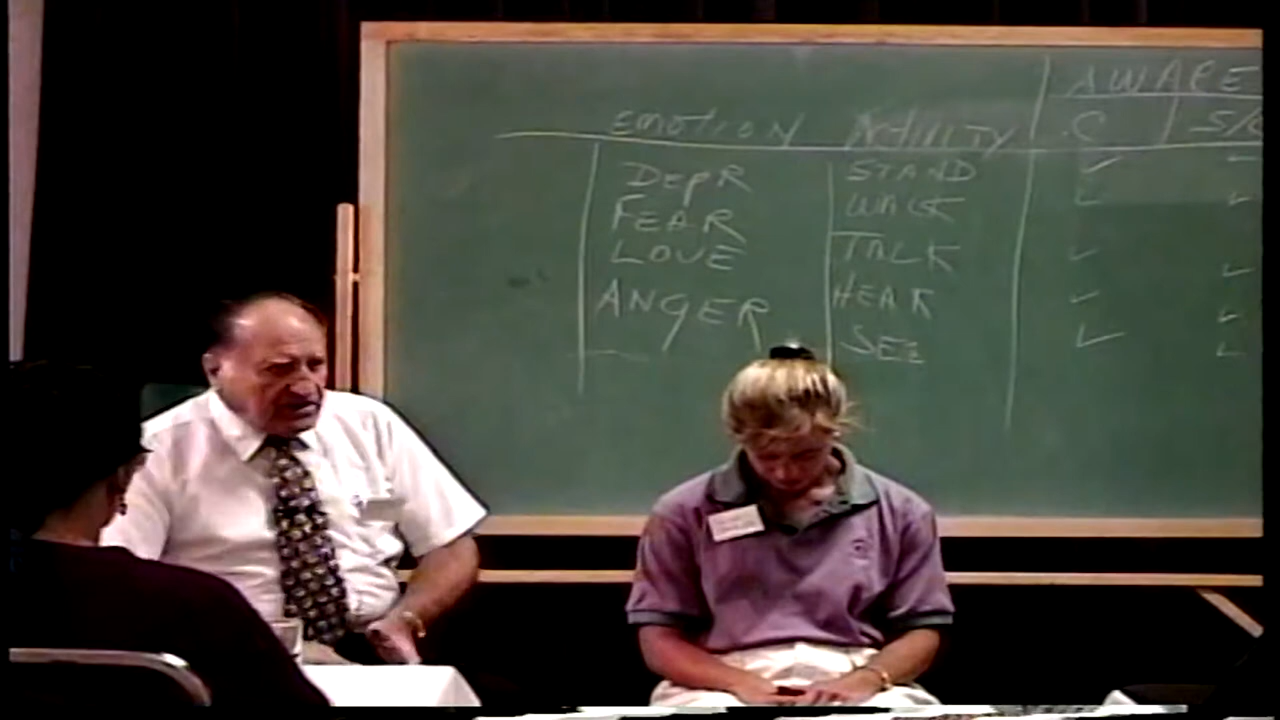 AWARE
EMOTION ACTIVITY C S/C
DEPR STAND
FEAR WALK
LOVE TALK
ANGER HEAR
SEE